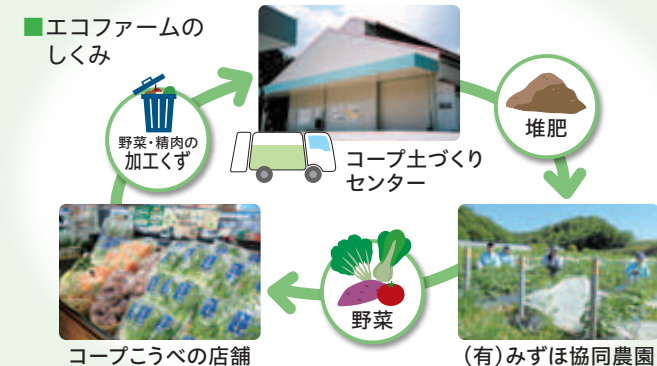 ■エコファームの
しくみ
野菜・精肉の
加工くず
コープ土づくり
センター
堆肥
コープこうべの店舗
野菜
(有)みずほ協同農園